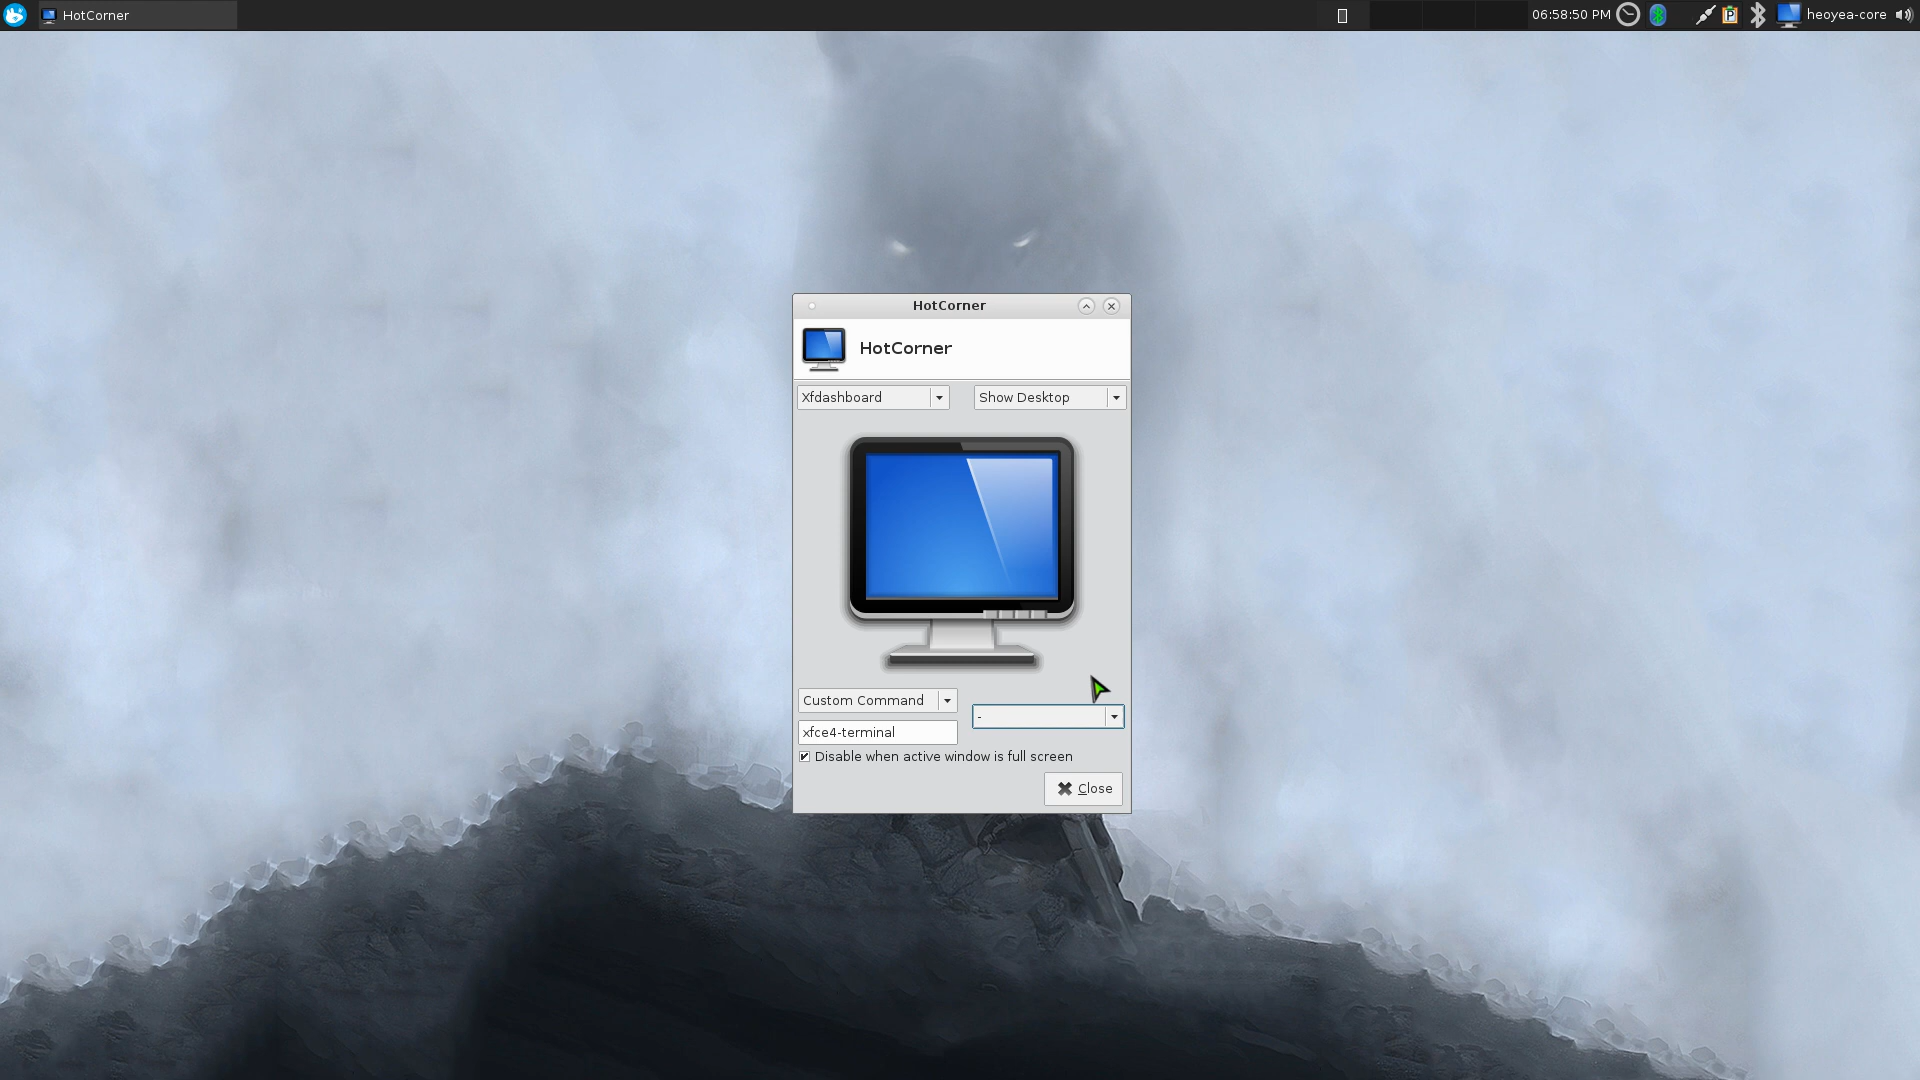 HotCorner
06:58:50 PM
heoyea-core
HotCorner
HotCorner
Xfdashboard
Show Desktop
Custom Command
-
xfce4-terminal
Disable when active window is full screen
Close